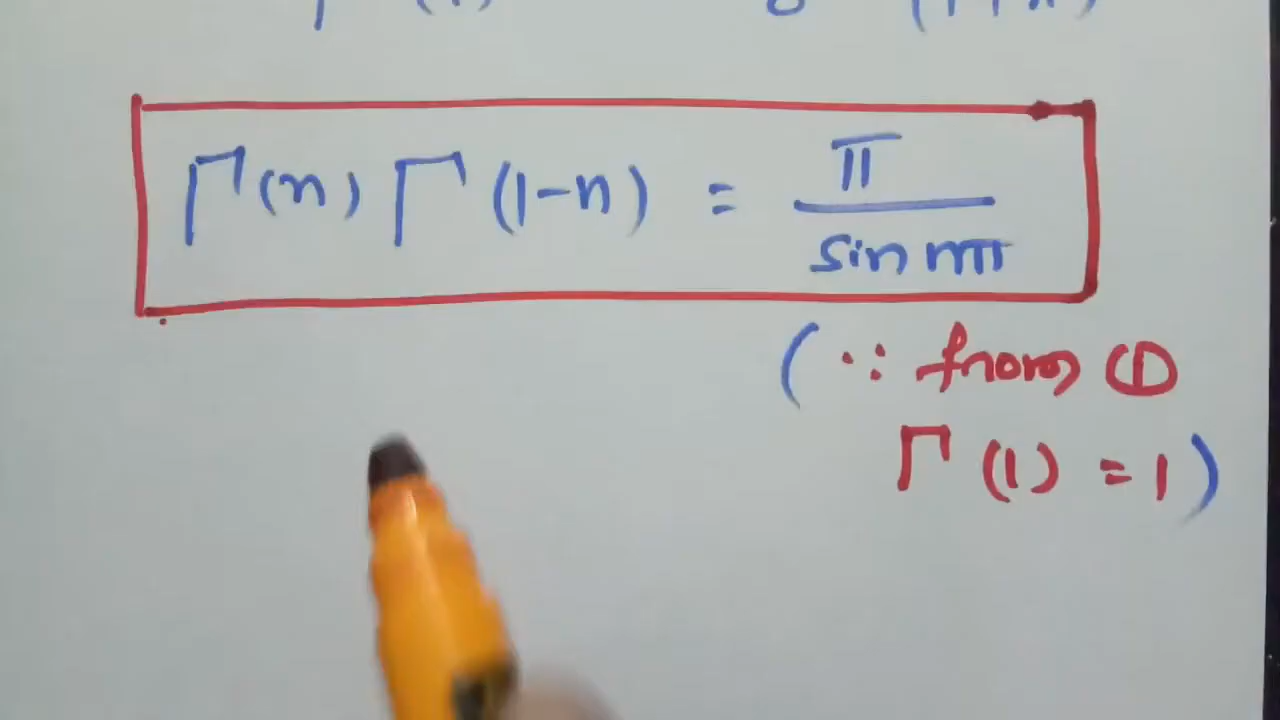 Γ(n) Γ(1-n) = π / sin nπ
(∵ from ①
Γ(1) = 1)